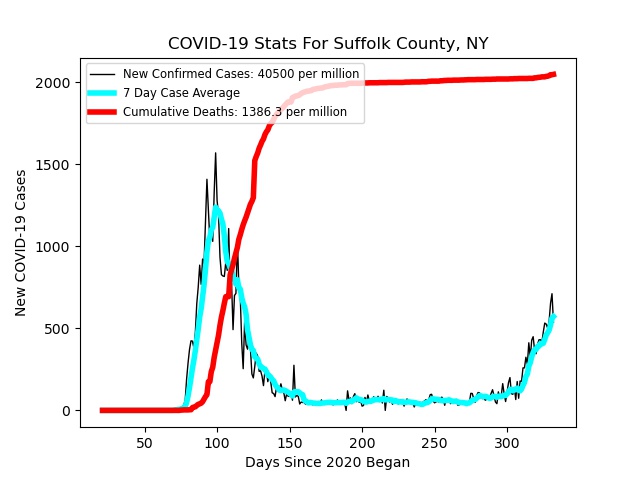 COVID-19 Stats For Suffolk County, NY
New Confirmed Cases: 40500 per million
7 Day Case Average
Cumulative Deaths: 1386.3 per million
New COVID-19 Cases
2000
1500
1000
500
0
50 100 150 200 250 300
Days Since 2020 Began